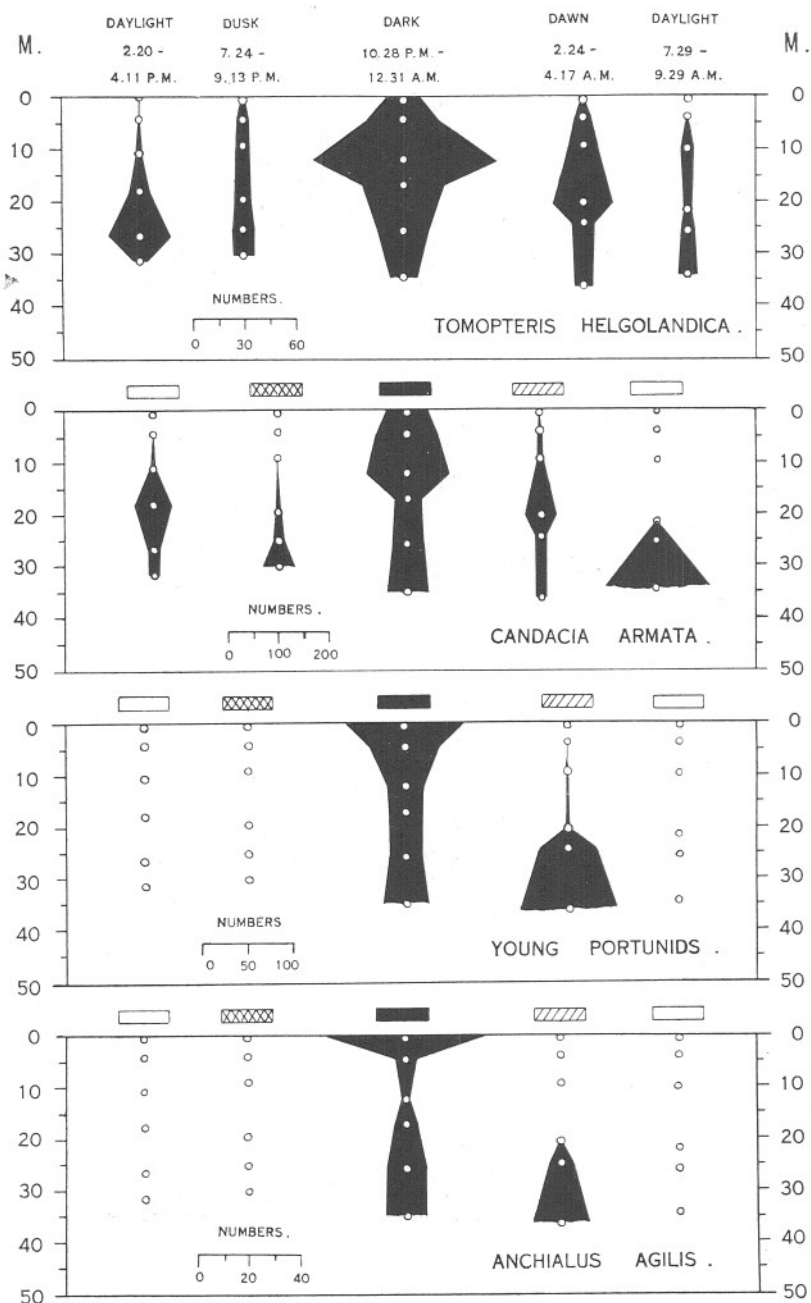 M. DAYLIGHT DUSK DARK DAWN DAYLIGHT M.
2.20 – 7.24 – 10.28 P.M. – 2.24 – 7.29 –
4.11 P.M. 9.13 P.M. 12.31 A.M. 4.17 A.M. 9.29 A.M.
0 0
10 10
20 20
30 30
NUMBERS.
40 40
0 30 60
TOMOPTERIS HELGOLANDICA.
50 50
0 0
10 10
20 20
30 30
NUMBERS.
40 40
0 100 200
CANDACIA ARMATA.
50 50
0 0
10 10
20 20
30 30
NUMBERS
40 40
0 50 100
YOUNG PORTUNIDS.
50 50
0 0
10 10
20 20
30 30
NUMBERS.
40 40
0 20 40
ANCHIALUS AGILIS.
50 50